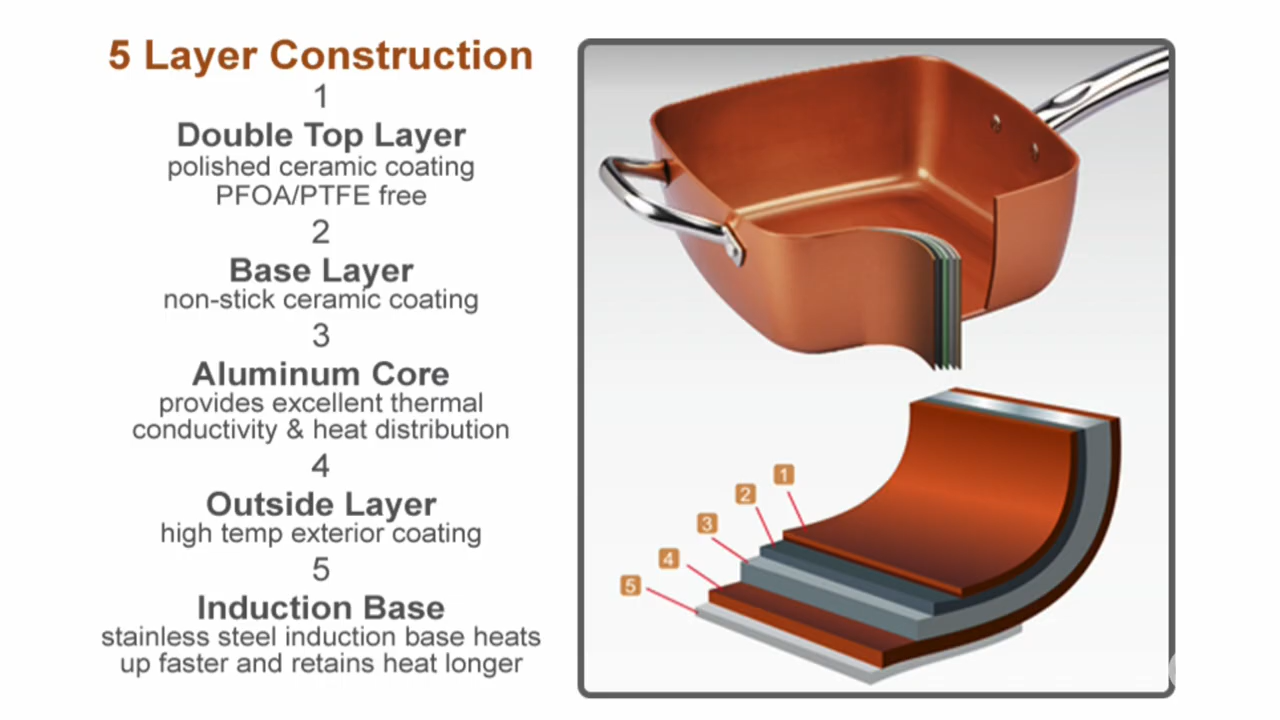 5 Layer Construction
1
Double Top Layer
polished ceramic coating
PFOA/PTFE free
2
Base Layer
non-stick ceramic coating
3
Aluminum Core
provides excellent thermal
conductivity & heat distribution
4
Outside Layer
high temp exterior coating
5
Induction Base
stainless steel induction base heats
up faster and retains heat longer
1
2
3
4
5